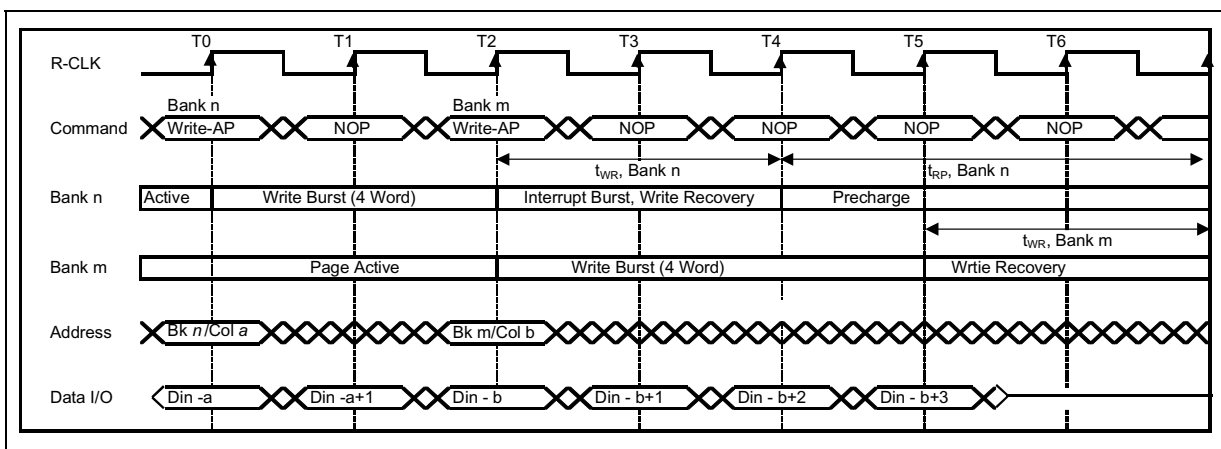 T0 T1 T2 T3 T4 T5 T6
R-CLK
Bank n Bank m
Command Write-AP NOP Write-AP NOP NOP NOP NOP
tWR, Bank n tRP, Bank n
Bank n Active Write Burst (4 Word) Interrupt Burst, Write Recovery Precharge
tWR, Bank m
Bank m Page Active Write Burst (4 Word) Wrtie Recovery
Address Bk n/Col a Bk m/Col b
Data I/O Din -a Din -a+1 Din - b Din - b+1 Din - b+2 Din - b+3